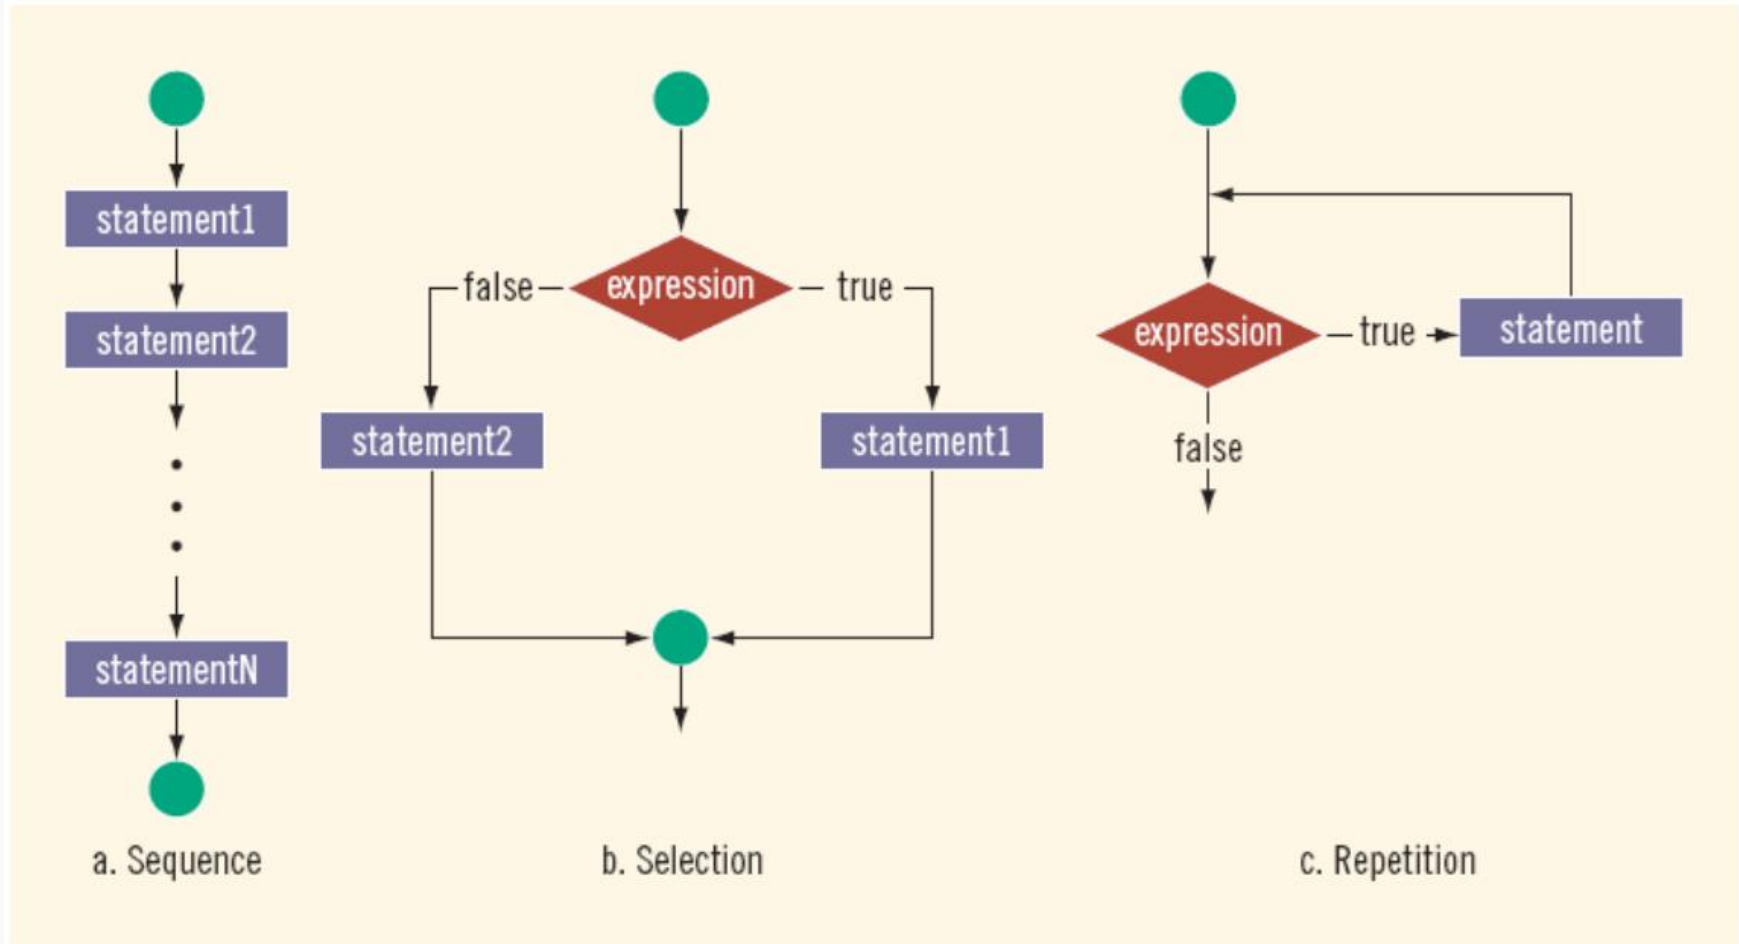 statement1
statement2
statementN
a. Sequence
false
expression
true
statement2
statement1
b. Selection
expression
true
statement
false
c. Repetition